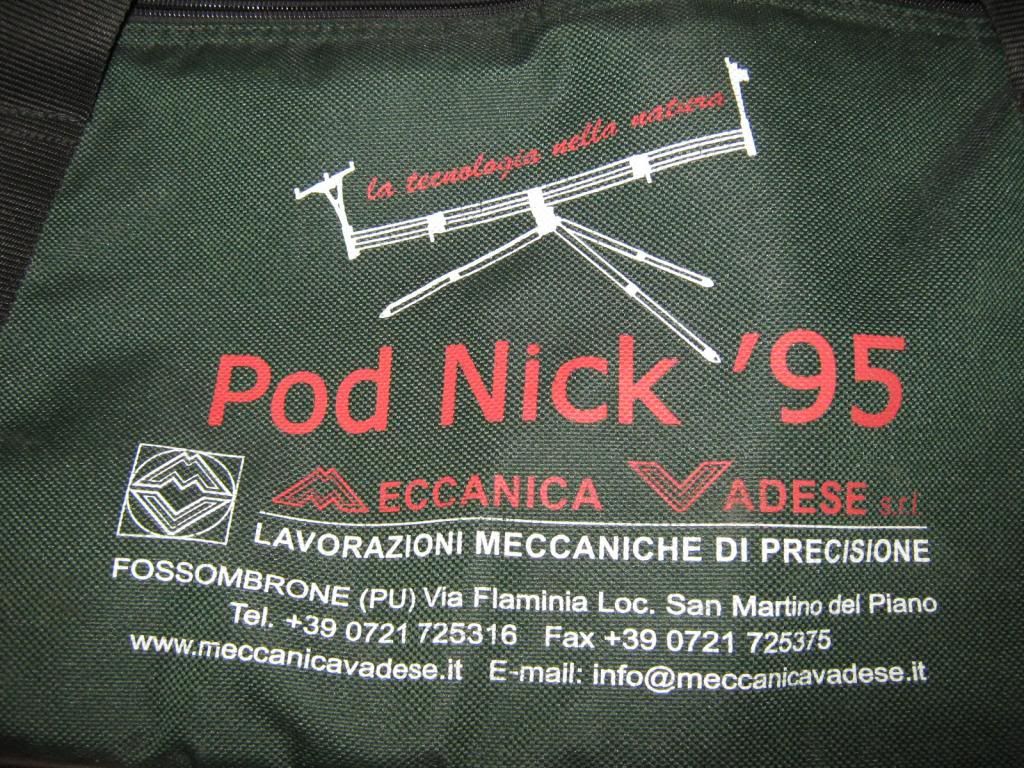 la tecnologia nella natura
Pod Nick '95
MECCANICA VADESE s.r.l.
LAVORAZIONI MECCANICHE DI PRECISIONE
FOSSOMBRONE (PU) Via Flaminia Loc. San Martino del Piano
Tel. +39 0721 725316 Fax +39 0721 725375
www.meccanicavadese.it E-mail: info@meccanicavadese.it